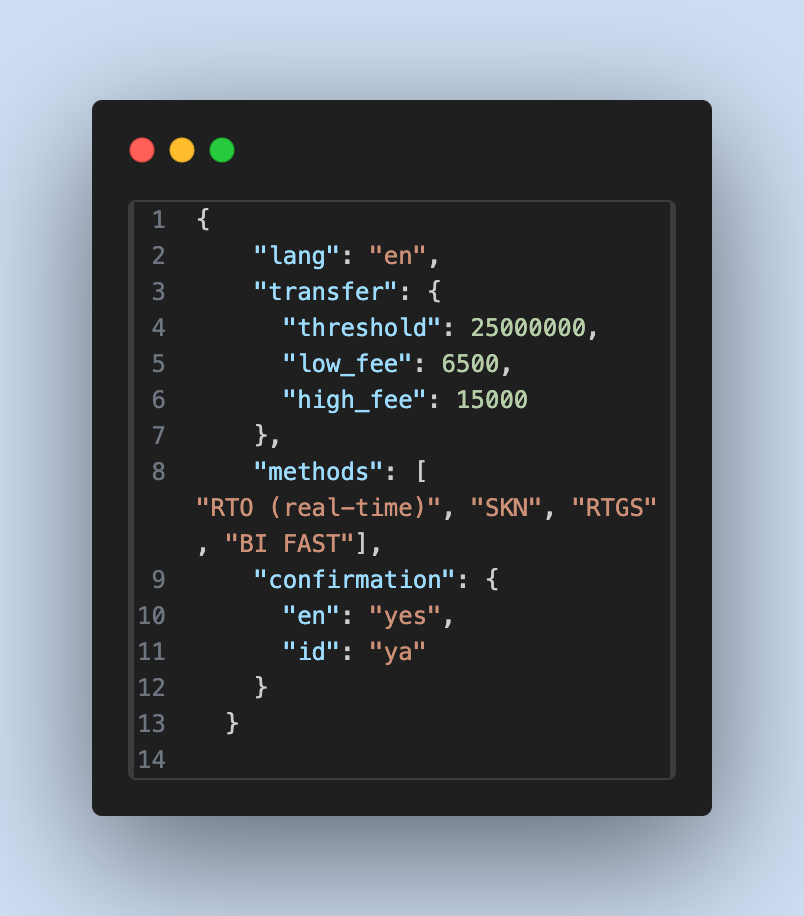 1 {
2 "lang": "en",
3 "transfer": {
4 "threshold": 25000000,
5 "low_fee": 6500,
6 "high_fee": 15000
7 },
8 "methods": [
"RTO (real-time)", "SKN", "RTGS"
, "BI FAST"],
9 "confirmation": {
10 "en": "yes",
11 "id": "ya"
12 }
13 }
14